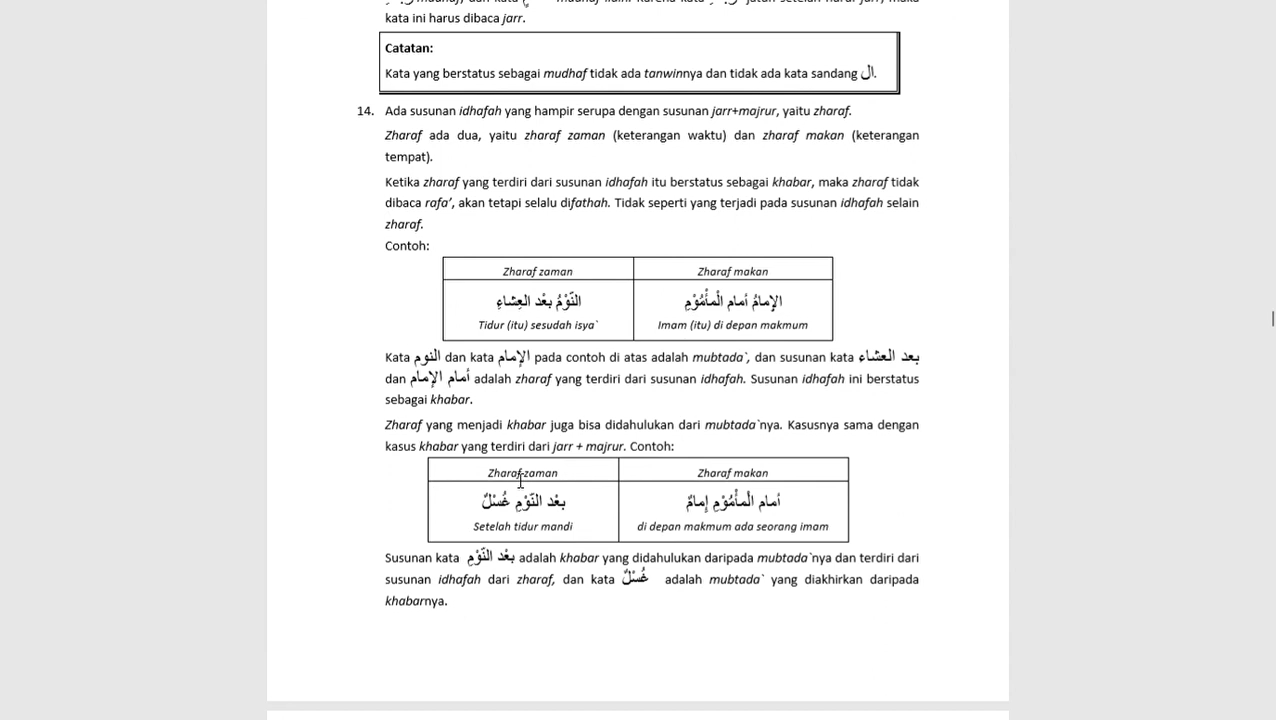 kata ini harus dibaca jarr.
Catatan:
Kata yang berstatus sebagai mudhaf tidak ada tanwinnya dan tidak ada kata sandang ال.
14. Ada susunan idhafah yang hampir serupa dengan susunan jarr+majrur, yaitu zharaf.
Zharaf ada dua, yaitu zharaf zaman (keterangan waktu) dan zharaf makan (keterangan
tempat).
Ketika zharaf yang terdiri dari susunan idhafah itu berstatus sebagai khabar, maka zharaf tidak
dibaca rafa’, akan tetapi selalu difathah. Tidak seperti yang terjadi pada susunan idhafah selain
zharaf.
Contoh:
Zharaf zaman Zharaf makan
النَّوْمُ بعْد العِشاءِ الإِمامُ أمام الْمأْمُوْمِ
Tidur (itu) sesudah isya` Imam (itu) di depan makmum
Kata النوم dan kata الإمام pada contoh di atas adalah mubtada`, dan susunan kata بعد العشاء
dan أمام الإمام adalah zharaf yang terdiri dari susunan idhafah. Susunan idhafah ini berstatus
sebagai khabar.
Zharaf yang menjadi khabar juga bisa didahulukan dari mubtada`nya. Kasusnya sama dengan
kasus khabar yang terdiri dari jarr + majrur. Contoh:
Zharaf zaman Zharaf makan
بعْد النَّوْمِ غُسْلٌ أمام الْمأْمُوْمِ إِمامٌ
Setelah tidur mandi di depan makmum ada seorang imam
Susunan kata بعْد النَّوْمِ adalah khabar yang didahulukan daripada mubtada`nya dan terdiri dari
susunan idhafah dari zharaf, dan kata غُسْلٌ adalah mubtada` yang diakhirkan daripada
khabarnya.